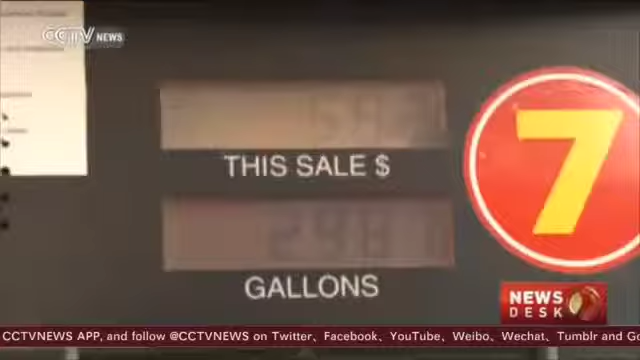 CCTV NEWS
THIS SALE $
GALLONS
7
NEWS
DESK
CCTVNEWS APP, and follow @CCTVNEWS on Twitter, Facebook, YouTube, Weibo, Wechat, Tumblr and G